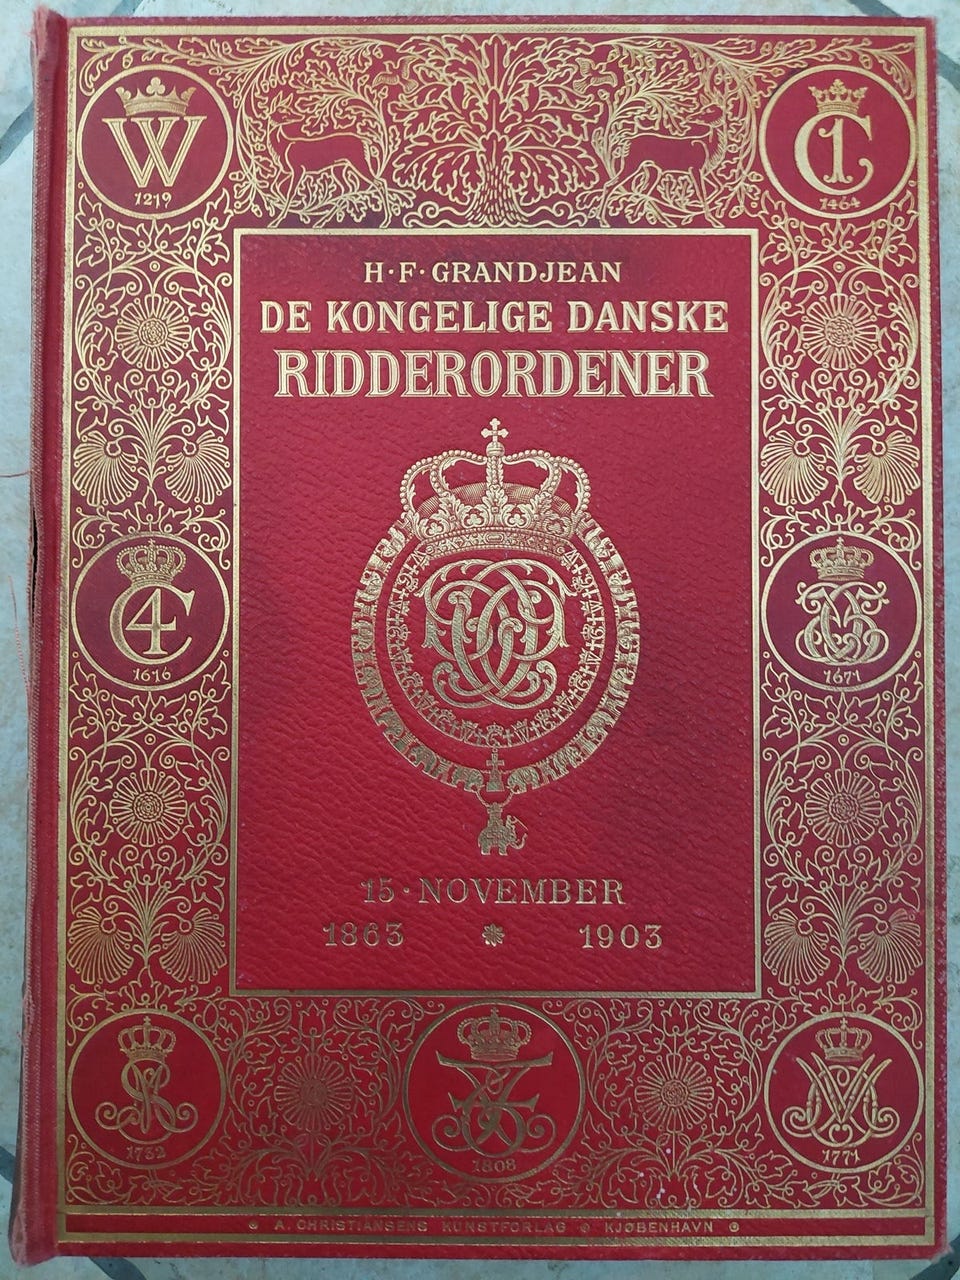 W
1219
C1
1464
H·F·GRANDJEAN
DE KONGELIGE DANSKE
RIDDERORDENER
C4
1616
1671
15·NOVEMBER
1863 1903
1732
1808
1771
A. CHRISTIANSENS KUNSTFORLAG KJØBENHAVN